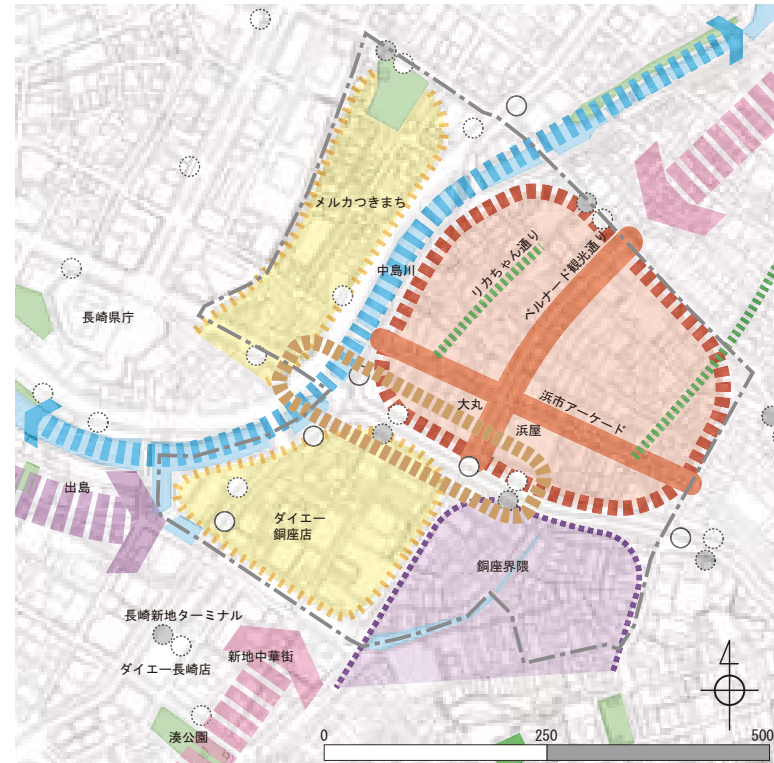 メルカつきまち
中島川
リカちゃん通り
ベルナード観光通り
長崎県庁
大丸
浜屋
浜市アーケード
出島
ダイエー
銅座店
銅座界隈
長崎新地ターミナル
ダイエー長崎店
新地中華街
湊公園
0
250
500